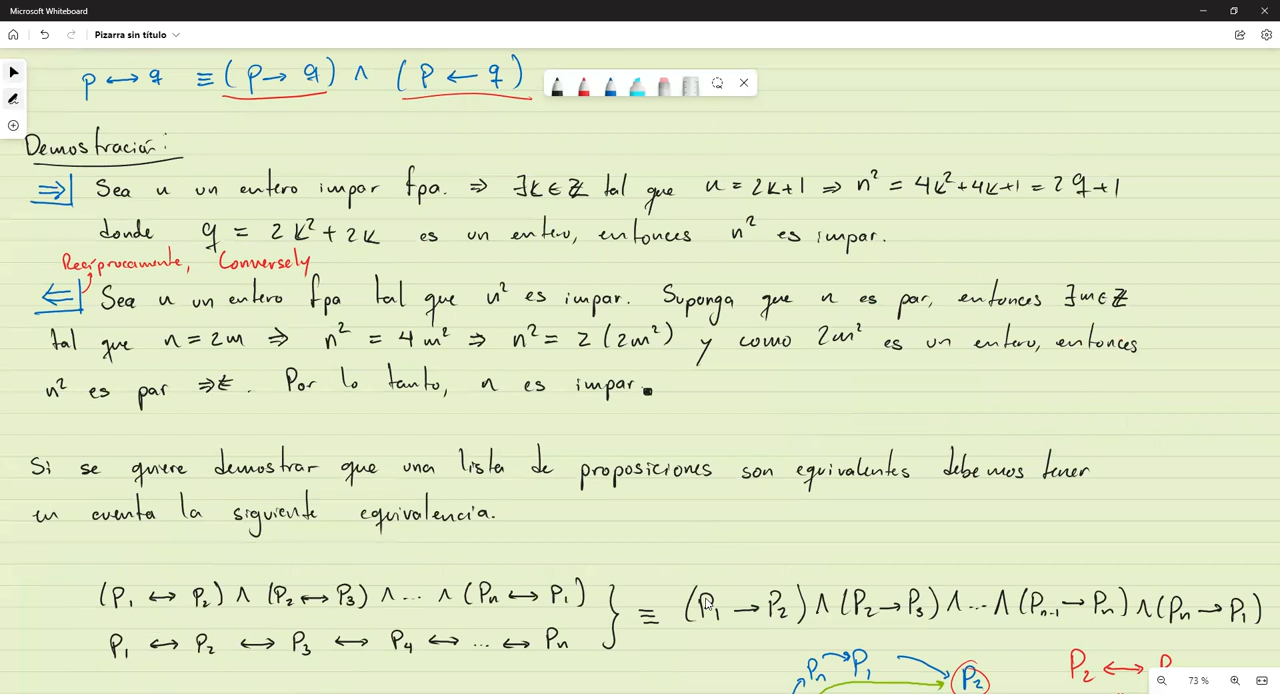 Microsoft Whiteboard
Pizarra sin título
p ↔ q ≡ (p → q) ∧ (p ← q)
Demostración:
⇒| Sea n un entero impar fpa. ⇒ ∃k∈ℤ tal que n = 2k+1 ⇒ n² = 4k²+4k+1 = 2q+1
donde q = 2k²+2k es un entero, entonces n² es impar.
Recíprocamente, Conversely
⇐| Sea n un entero fpa tal que n² es impar. Suponga que n es par, entonces ∃m∈ℤ
tal que n = 2m ⇒ n² = 4m² ⇒ n² = 2(2m²) y como 2m² es un entero, entonces
n² es par ⇒⇐. Por lo tanto, n es impar.
Si se quiere demostrar que una lista de proposiciones son equivalentes debemos tener
en cuenta la siguiente equivalencia.
(P₁ ↔ P₂) ∧ (P₂ ↔ P₃) ∧ ... ∧ (Pn ↔ P₁) } ≡ (P₁ → P₂) ∧ (P₂ → P₃) ∧ ... ∧ (Pn-1 → Pn) ∧ (Pn → P₁)
P₁ ↔ P₂ ↔ P₃ ↔ P₄ ↔ ... ↔ Pn
Pn → P₁ → P₂
P₂ ↔
73 %